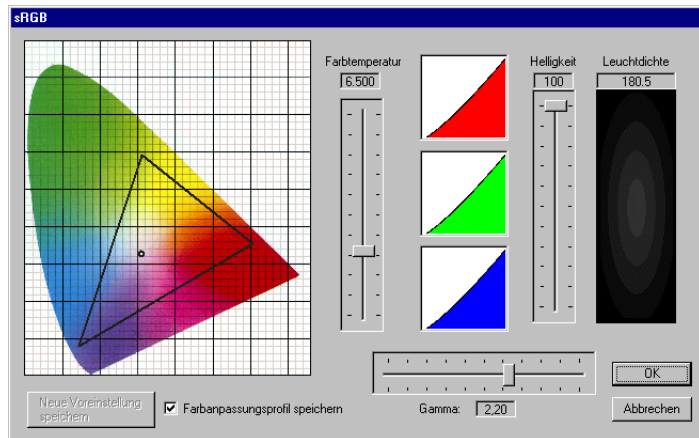 sRGB
Farbtemperatur
6.500
Helligkeit
100
Leuchtdichte
180.5
Neue Voreinstellung
speichern
Farbanpassungsprofil speichern
Gamma:
2,20
OK
Abbrechen